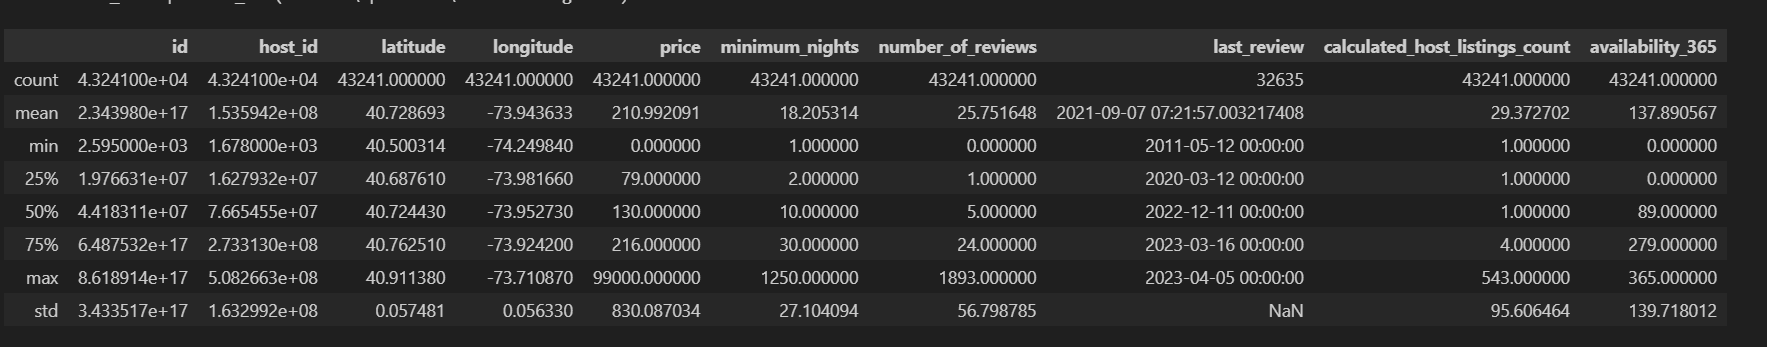 id host_id latitude longitude price minimum_nights number_of_reviews last_review calculated_host_listings_count availability_365
count 4.324100e+04 4.324100e+04 43241.000000 43241.000000 43241.000000 43241.000000 43241.000000 32635 43241.000000 43241.000000
mean 2.343980e+17 1.535942e+08 40.728693 -73.943633 210.992091 18.205314 25.751648 2021-09-07 07:21:57.003217408 29.372702 137.890567
min 2.595000e+03 1.678000e+03 40.500314 -74.249840 0.000000 1.000000 0.000000 2011-05-12 00:00:00 1.000000 0.000000
25% 1.976631e+07 1.627932e+07 40.687610 -73.981660 79.000000 2.000000 1.000000 2020-03-12 00:00:00 1.000000 0.000000
50% 4.418311e+07 7.665455e+07 40.724430 -73.952730 130.000000 10.000000 5.000000 2022-12-11 00:00:00 1.000000 89.000000
75% 6.487532e+17 2.733130e+08 40.762510 -73.924200 216.000000 30.000000 24.000000 2023-03-16 00:00:00 4.000000 279.000000
max 8.618914e+17 5.082663e+08 40.911380 -73.710870 99000.000000 1250.000000 1893.000000 2023-04-05 00:00:00 543.000000 365.000000
std 3.433517e+17 1.632992e+08 0.057481 0.056330 830.087034 27.104094 56.798785 NaN 95.606464 139.718012